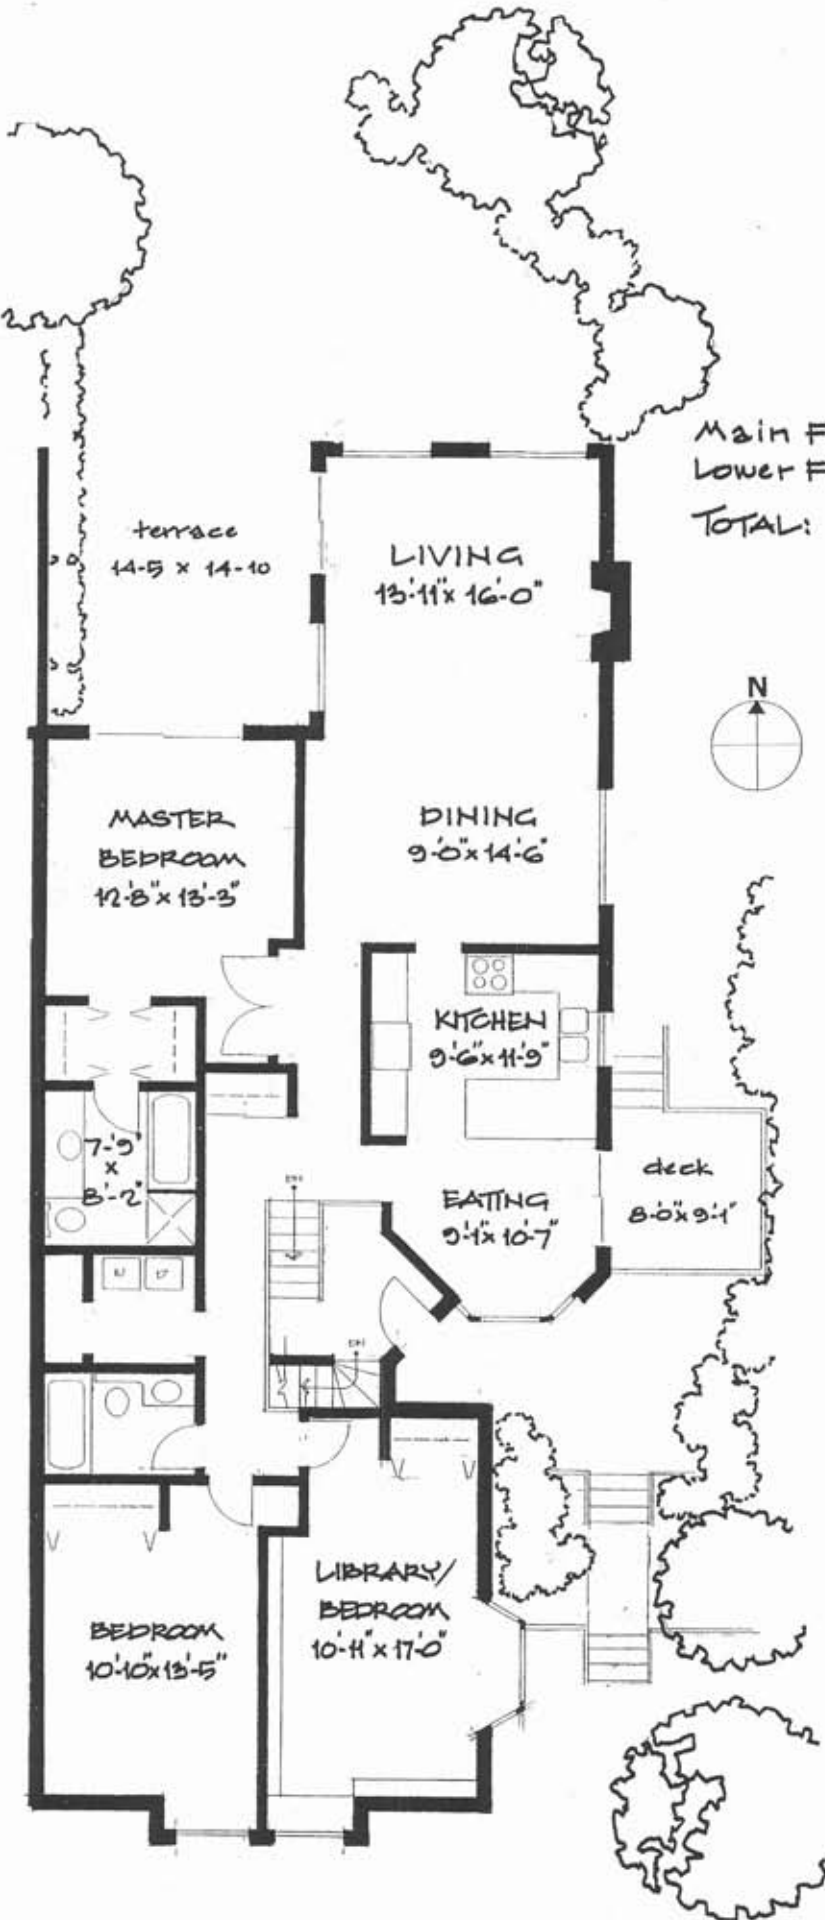 Main F
Lower F
TOTAL:
terrace
14-5 x 14-10
LIVING
13'-11" x 16'-0"
N
MASTER
BEDROOM
12'-8" x 13'-3"
DINING
9'-0" x 14'-6"
KITCHEN
9'-6" x 11'-9"
7'-9"
x
8'-2"
EATING
9'-1" x 10'-7"
deck
8'-0" x 9'-1"
DN
W
D
DN
LIBRARY/
BEDROOM
10'-11" x 17'-0"
BEDROOM
10'-10" x 13'-5"